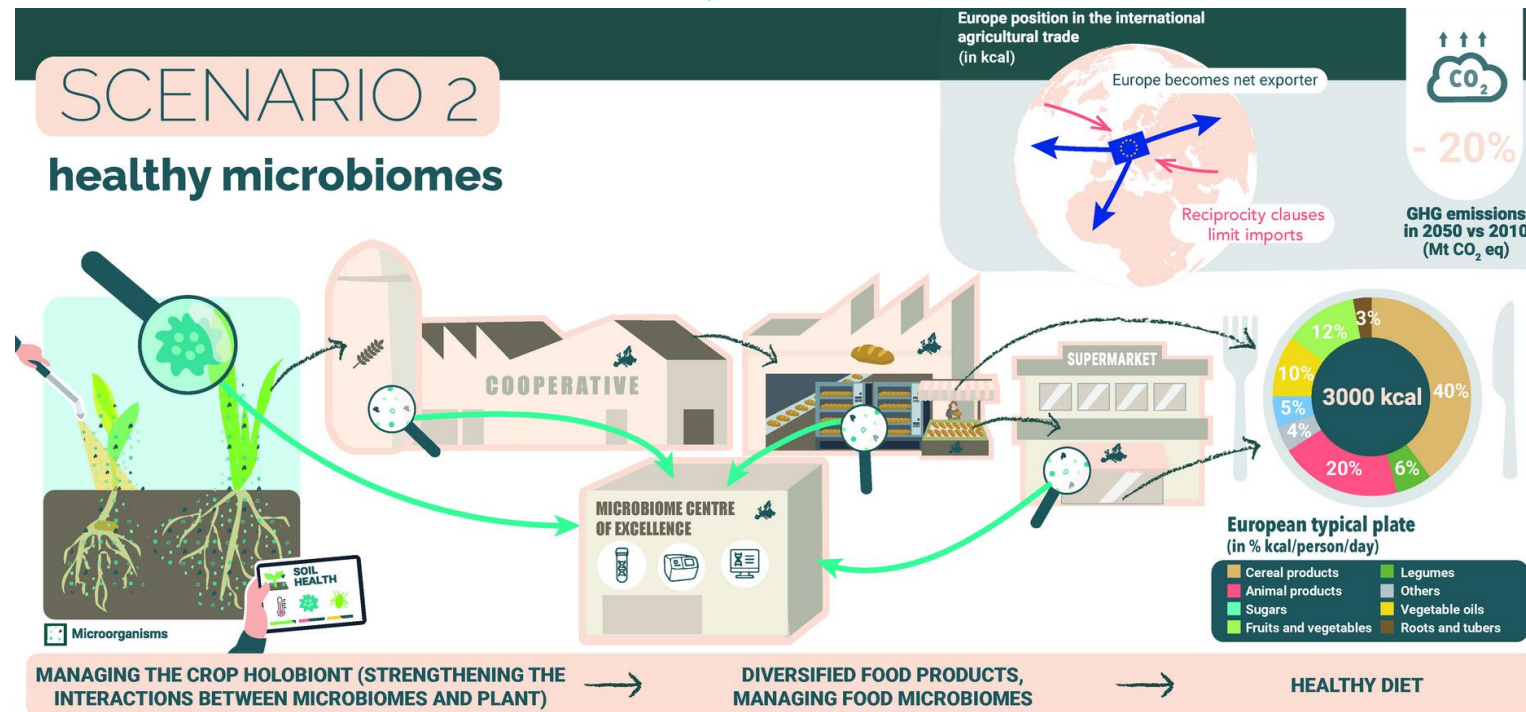 SCENARIO 2
healthy microbiomes
Europe position in the international
agricultural trade
(in kcal)
Europe becomes net exporter
Reciprocity clauses
limit imports
CO2
- 20%
GHG emissions
in 2050 vs 2010
(Mt CO2 eq)
COOPERATIVE
SUPERMARKET
MICROBIOME CENTRE
OF EXCELLENCE
SOIL
HEALTH
Microorganisms
3%
12%
10%
5%
4%
20%
6%
40%
3000 kcal
European typical plate
(in % kcal/person/day)
Cereal products
Animal products
Sugars
Fruits and vegetables
Legumes
Others
Vegetable oils
Roots and tubers
MANAGING THE CROP HOLOBIONT (STRENGTHENING THE
INTERACTIONS BETWEEN MICROBIOMES AND PLANT)
DIVERSIFIED FOOD PRODUCTS,
MANAGING FOOD MICROBIOMES
HEALTHY DIET